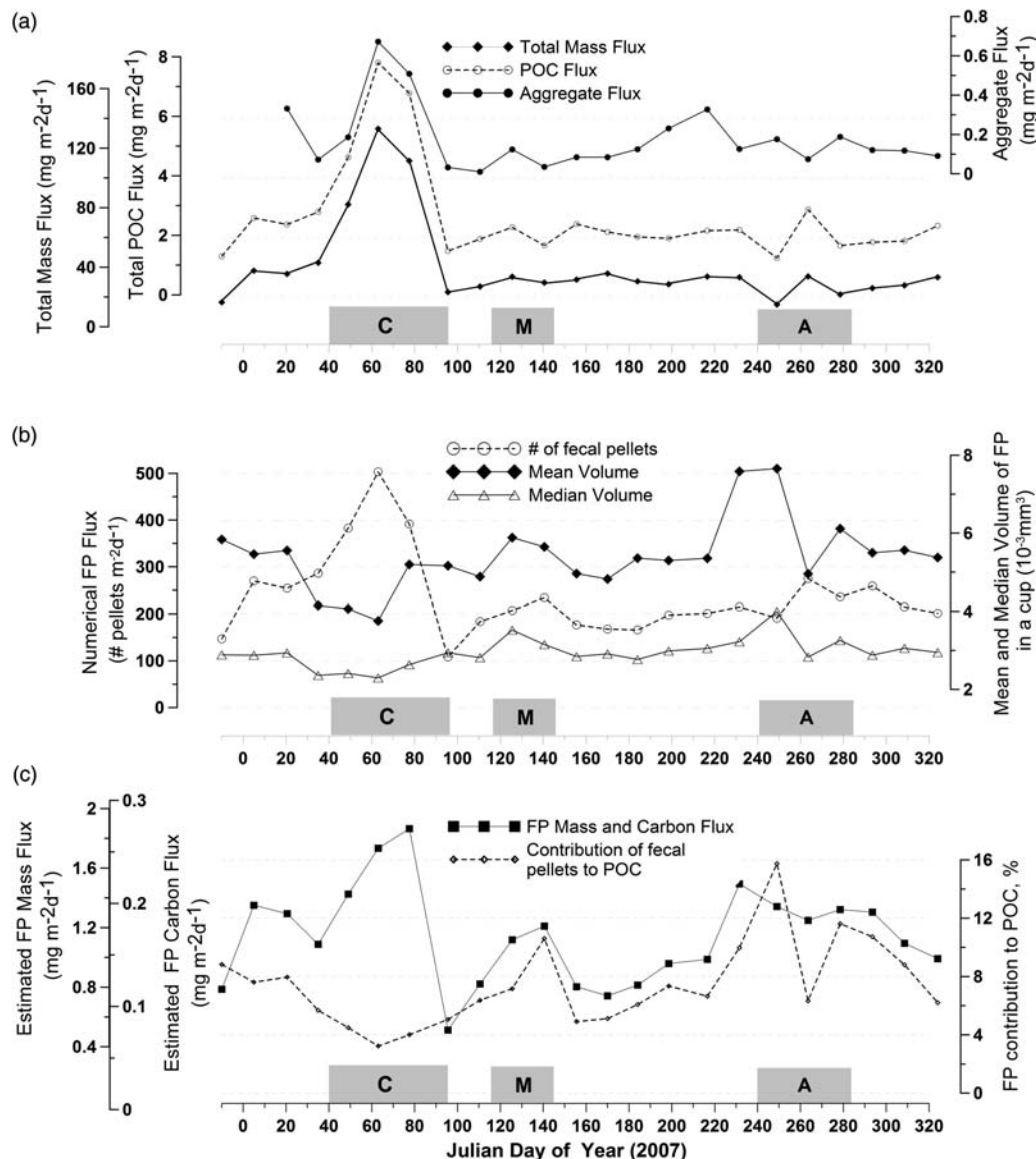 (a)
Total Mass Flux (mg m-2d-1)
160
120
80
40
0
Total POC Flux (mg m-2d-1)
8
6
4
2
0
Total Mass Flux
POC Flux
Aggregate Flux
0.8
0.6
0.4
0.2
0
Aggregate Flux
(mg m-2d-1)
C M A
0 20 40 60 80 100 120 140 160 180 200 220 240 260 280 300 320
(b)
Numerical FP Flux
(# pellets m-2d-1)
500
400
300
200
100
0
# of fecal pellets
Mean Volume
Median Volume
8
6
4
2
Mean and Median Volume of FP
in a cup (10-3mm3)
C M A
0 20 40 60 80 100 120 140 160 180 200 220 240 260 280 300 320
(c)
Estimated FP Mass Flux
(mg m-2d-1)
2
1.6
1.2
0.8
0.4
Estimated FP Carbon Flux
(mg m-2d-1)
0.3
0.2
0.1
0
FP Mass and Carbon Flux
Contribution of fecal
pellets to POC
16
12
8
4
0
FP contribution to POC, %
C M A
0 20 40 60 80 100 120 140 160 180 200 220 240 260 280 300 320
Julian Day of Year (2007)